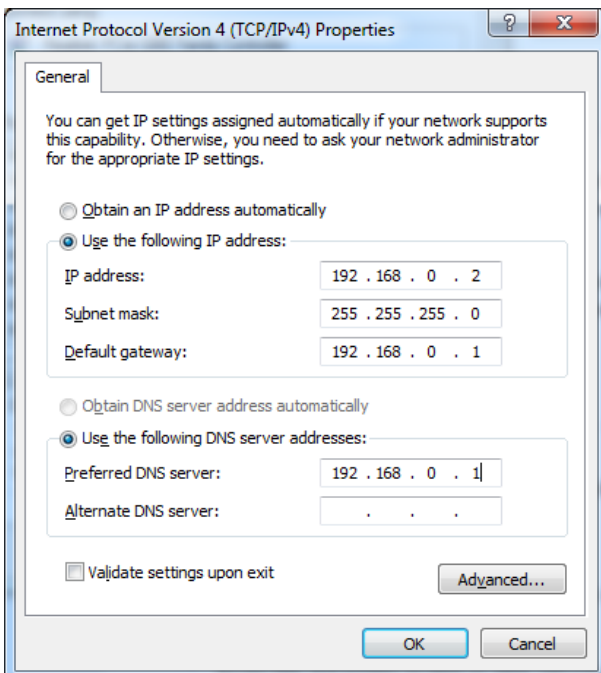 Internet Protocol Version 4 (TCP/IPv4) Properties
?
X
General
You can get IP settings assigned automatically if your network supports
this capability. Otherwise, you need to ask your network administrator
for the appropriate IP settings.
Obtain an IP address automatically
Use the following IP address:
IP address: 192 . 168 . 0 . 2
Subnet mask: 255 . 255 . 255 . 0
Default gateway: 192 . 168 . 0 . 1
Obtain DNS server address automatically
Use the following DNS server addresses:
Preferred DNS server: 192 . 168 . 0 . 1
Alternate DNS server: . . .
Validate settings upon exit
Advanced...
OK Cancel